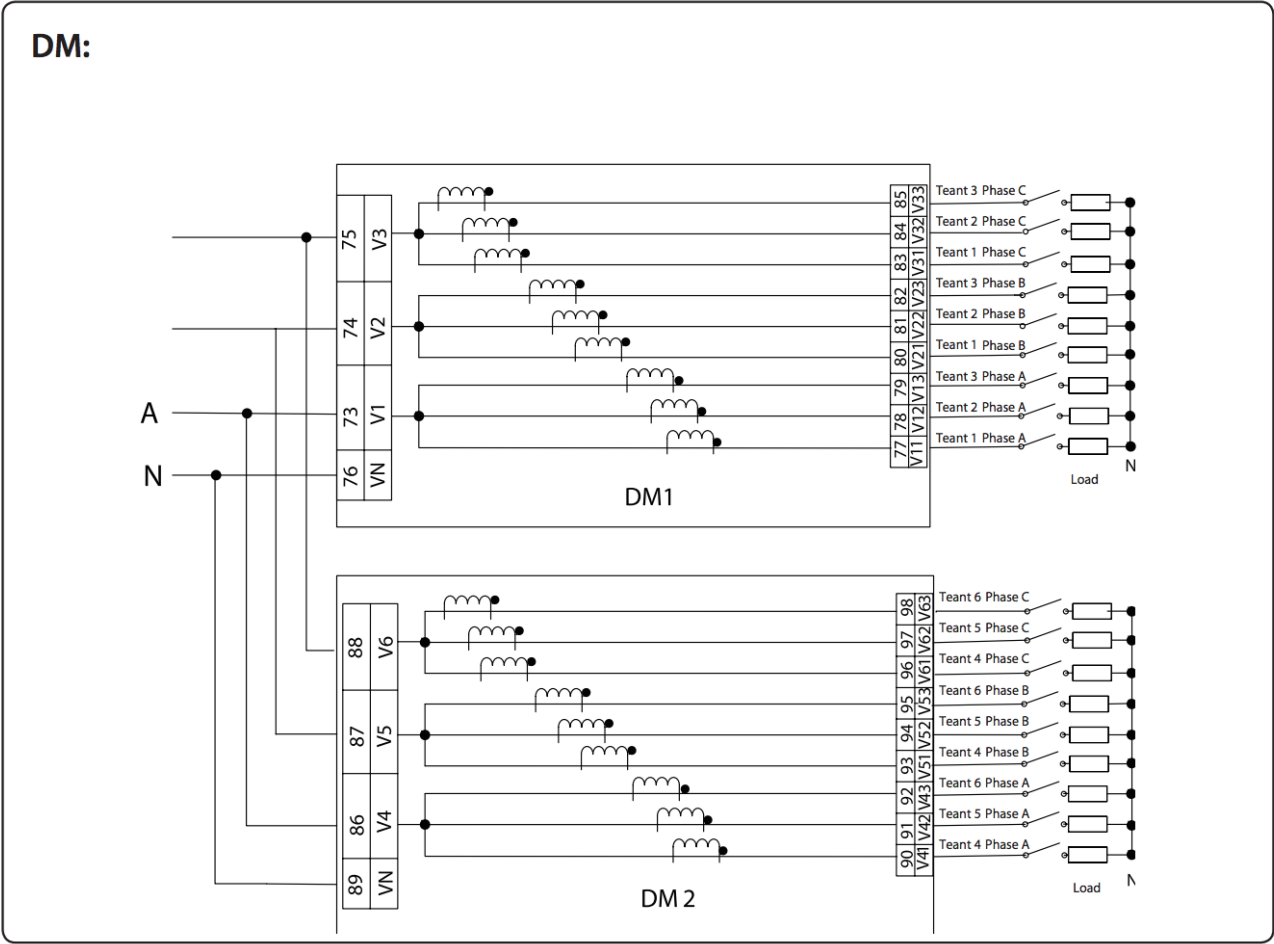 DM:
75 V3
74 V2
A
73 V1
N
76 VN
85 V33 Teant 3 Phase C
84 V32 Teant 2 Phase C
83 V31 Teant 1 Phase C
82 V23 Teant 3 Phase B
81 V22 Teant 2 Phase B
80 V21 Teant 1 Phase B
79 V13 Teant 3 Phase A
78 V12 Teant 2 Phase A
77 V11 Teant 1 Phase A
N
Load
DM1
88 V6
87 V5
86 V4
89 VN
98 V63 Teant 6 Phase C
97 V62 Teant 5 Phase C
96 V61 Teant 4 Phase C
95 V53 Teant 6 Phase B
94 V52 Teant 5 Phase B
93 V51 Teant 4 Phase B
92 V43 Teant 6 Phase A
91 V42 Teant 5 Phase A
90 V41 Teant 4 Phase A
N
Load
DM 2